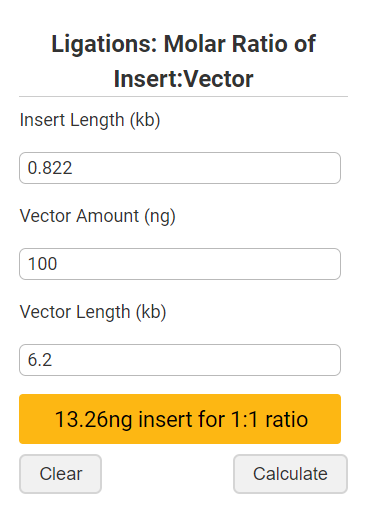 Ligations: Molar Ratio of
Insert:Vector
Insert Length (kb)
0.822
Vector Amount (ng)
100
Vector Length (kb)
6.2
13.26ng insert for 1:1 ratio
Clear
Calculate